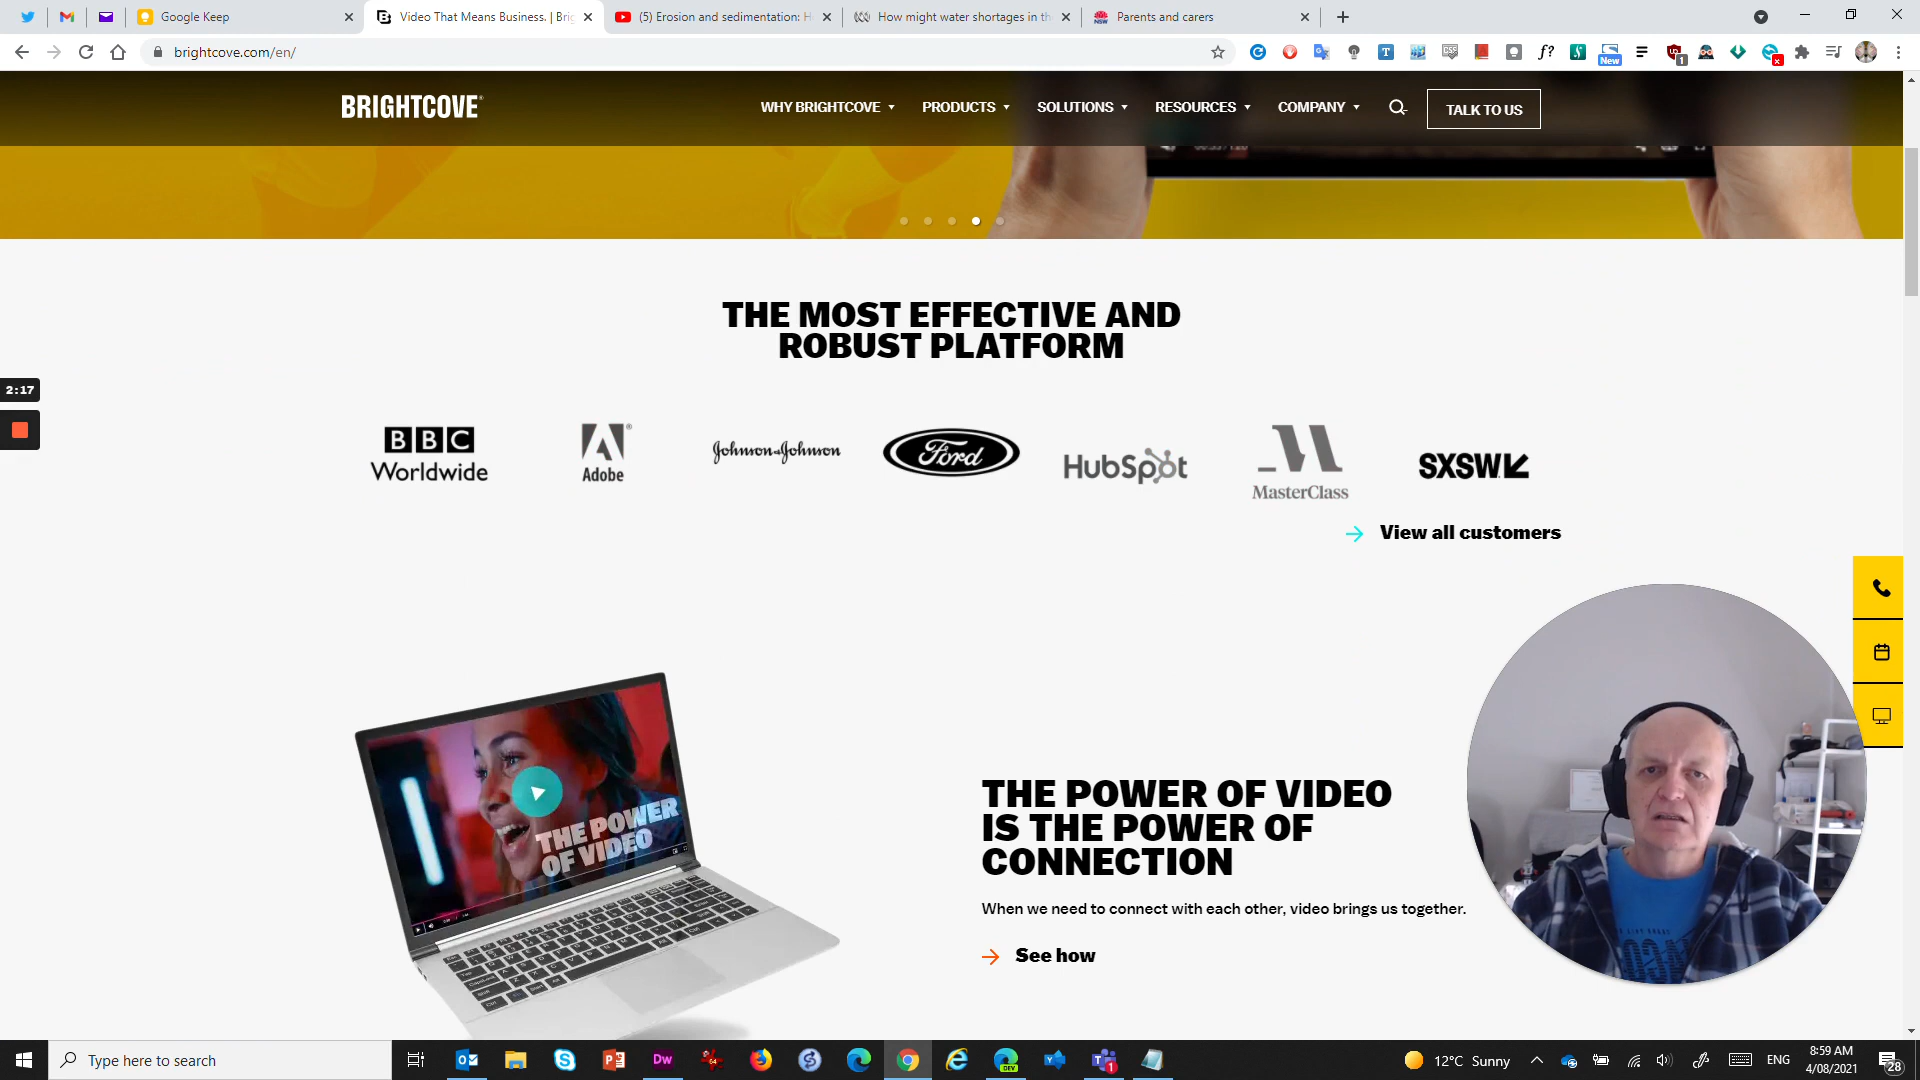 Google Keep
Video That Means Business. | Brig
(5) Erosion and sedimentation: H
How might water shortages in th
Parents and carers
brightcove.com/en/
New
1
BRIGHTCOVE
WHY BRIGHTCOVE
PRODUCTS
SOLUTIONS
RESOURCES
COMPANY
TALK TO US
THE MOST EFFECTIVE AND
ROBUST PLATFORM
2:17
BBC
Worldwide
Adobe
Johnson & Johnson
Ford
HubSpot
MasterClass
SXSW
View all customers
THE POWER
OF VIDEO
THE POWER OF VIDEO
IS THE POWER OF
CONNECTION
When we need to connect with each other, video brings us together.
See how
Type here to search
12°C Sunny
ENG
8:59 AM
4/08/2021
28